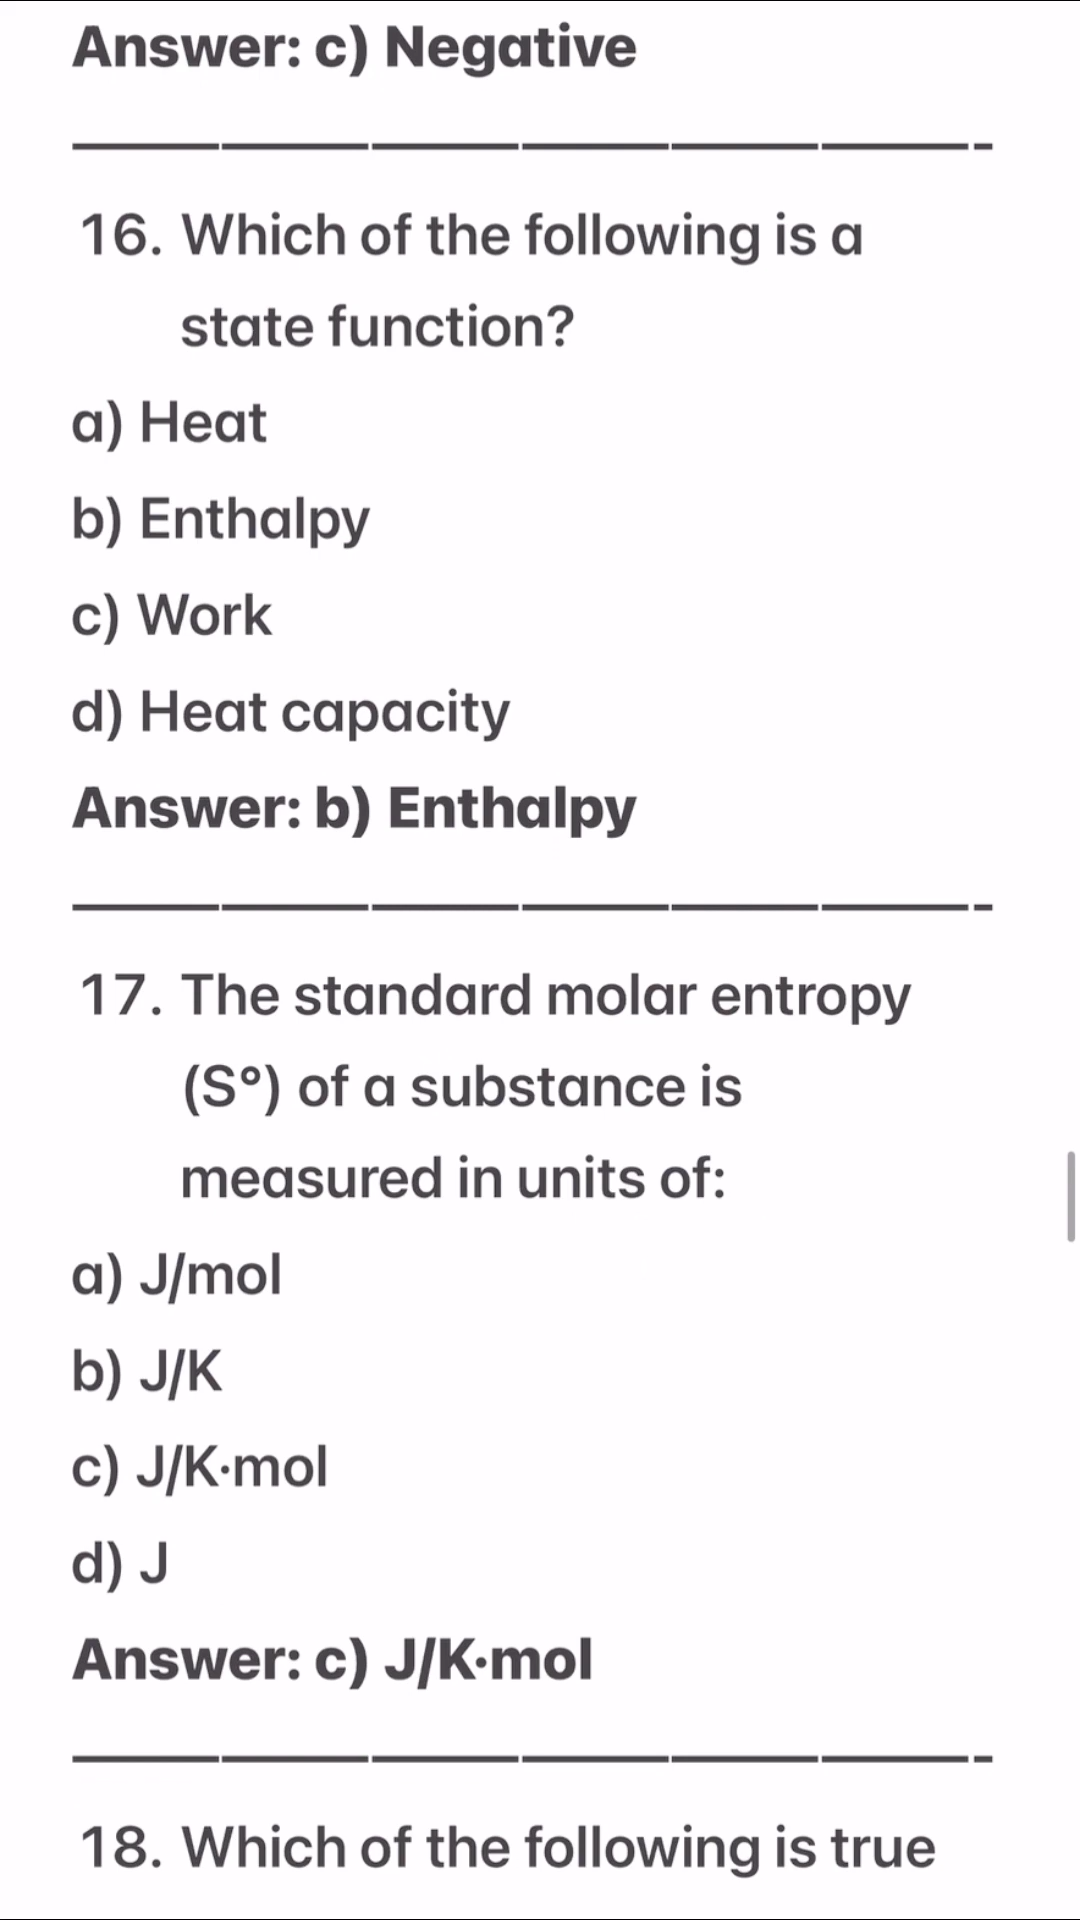 Answer: c) Negative
——————-
16. Which of the following is a
state function?
a) Heat
b) Enthalpy
c) Work
d) Heat capacity
Answer: b) Enthalpy
——————-
17. The standard molar entropy
(S°) of a substance is
measured in units of:
a) J/mol
b) J/K
c) J/K·mol
d) J
Answer: c) J/K·mol
——————-
18. Which of the following is true